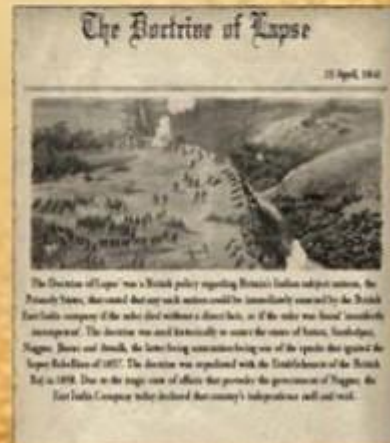 The Doctrine of Lapse
15 April, 1841
The Doctrine of Lapse was a British policy regarding Britain's Indian subject nations, the
Princely States, that stated that any such nation could be immediately annexed by the British
East India company if the ruler died without a direct heir, or if the ruler was found 'manifestly
incompetent'. The doctrine was used historically to annex the states of Satara, Sambalpur,
Nagpur, Jhansi and Awadh, the latter being annexation being one of the sparks that ignited the
Sepoy Rebellion of 1857. The doctrine was repudiated with the Establishment of the British
Raj in 1858. Due to the tragic state of affairs that pervades the government of Nagpur, the
East India Company today declared that country's independence null and void.